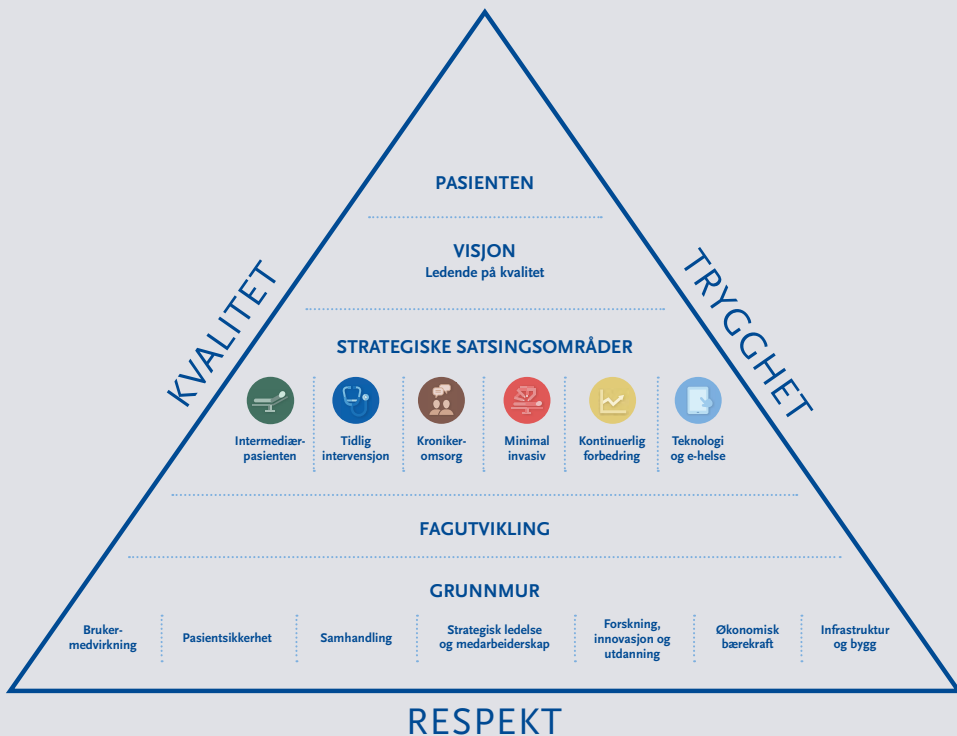 PASIENTEN
VISJON
Ledende på kvalitet
KVALITET
TRYGGHET
STRATEGISKE SATSINGSOMRÅDER
Intermediær-
pasienten
Tidlig
intervensjon
Kroniker-
omsorg
Minimal
invasiv
Kontinuerlig
forbedring
Teknologi
og e-helse
FAGUTVIKLING
GRUNNMUR
Bruker-
medvirkning
Pasientsikkerhet
Samhandling
Strategisk ledelse
og medarbeiderskap
Forskning,
innovasjon og
utdanning
Økonomisk
bærekraft
Infrastruktur
og bygg
RESPEKT